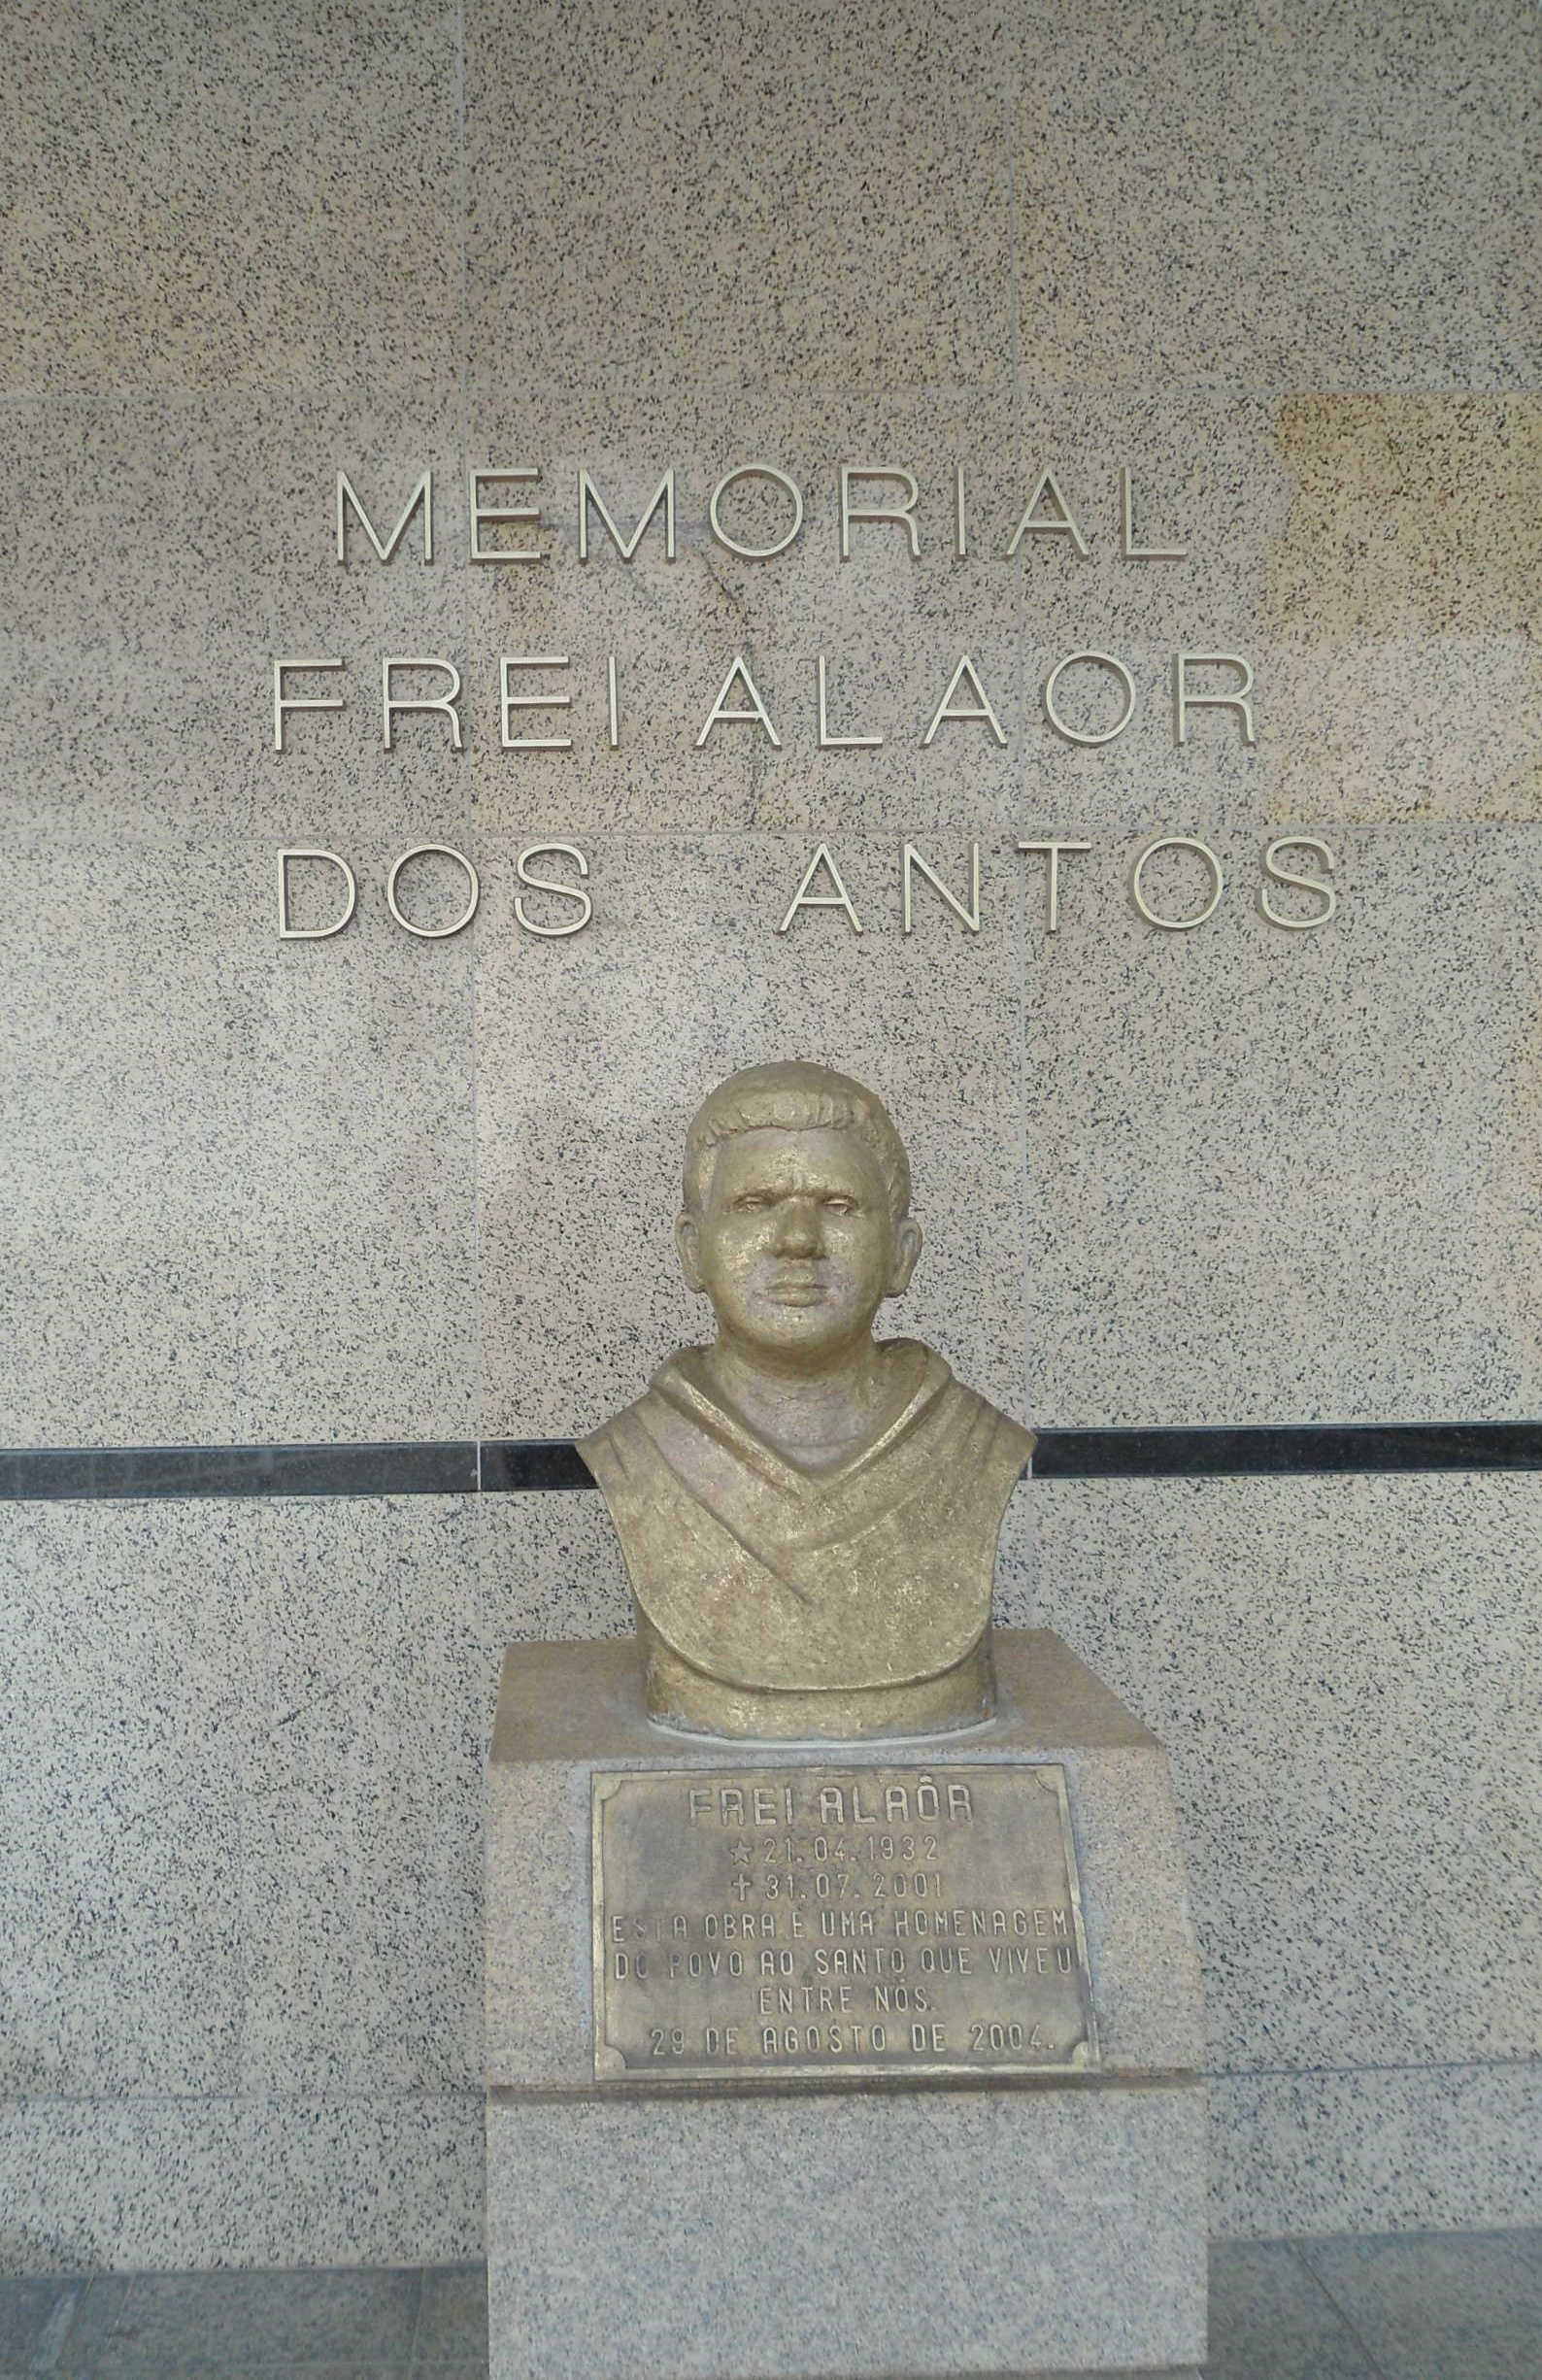 MEMORIAL
FREI ALAOR
DOS ANTOS
FREI ALAÔR
☆ 21.04.1932
✝ 31.07.2001
ESTA OBRA É UMA HOMENAGEM
DO POVO AO SANTO QUE VIVEU
ENTRE NÓS.
29 DE AGOSTO DE 2004.